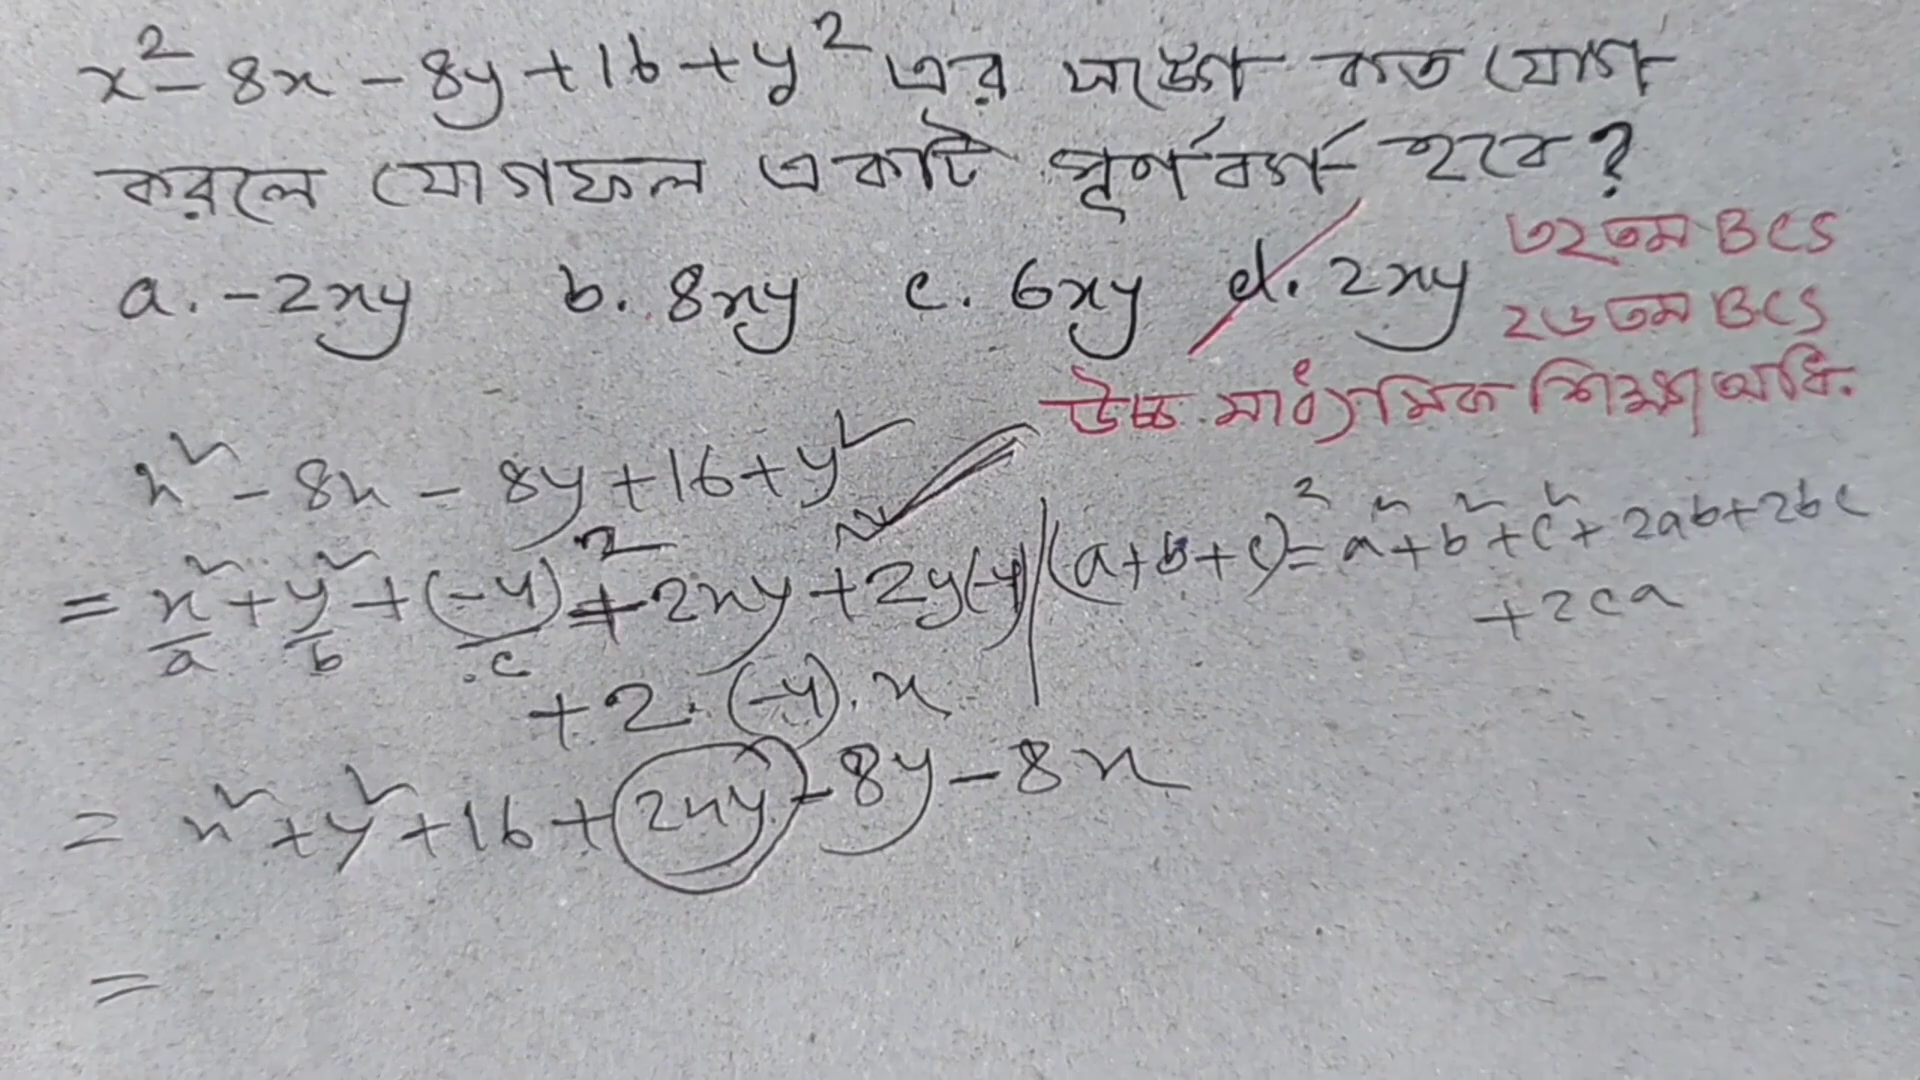 x² - 8x - 8y + 16 + y² এর সঙ্গে কত যোগ
করলে যোগফল একটি পূর্ণবর্গ হবে?
a. -2xy b. 8xy c. 6xy d. 2xy
৩২তম BCS
২৬তম BCS
উচ্চ মাধ্যমিক শিক্ষা অধি.
x² - 8x - 8y + 16 + y²
= x² + y² + (-4)² + 2xy + 2y(-4)
a b c
+ 2. (-4). x
(a+b+c)² = a² + b² + c² + 2ab + 2bc
+ 2ca
= x² + y² + 16 + 2xy - 8y - 8x
=